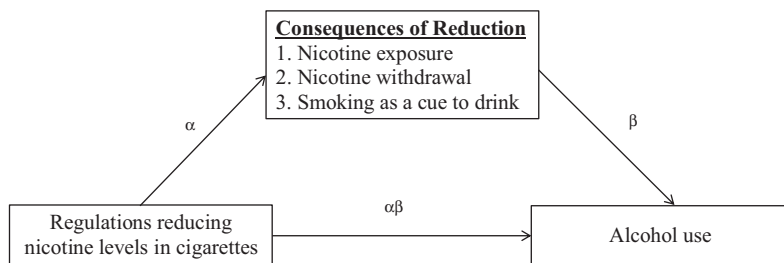 Consequences of Reduction
1. Nicotine exposure
2. Nicotine withdrawal
3. Smoking as a cue to drink
α
β
αβ
Regulations reducing
nicotine levels in cigarettes
Alcohol use